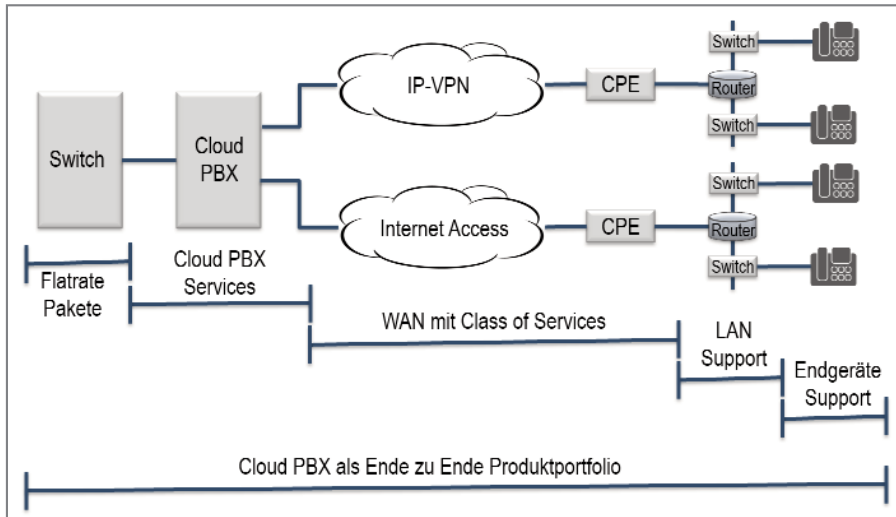 Switch
IP-VPN
CPE
Router
Switch
Switch
Cloud
PBX
Switch
Internet Access
CPE
Router
Switch
Flatrate
Pakete
Cloud PBX
Services
WAN mit Class of Services
LAN
Support
Endgeräte
Support
Cloud PBX als Ende zu Ende Produktportfolio